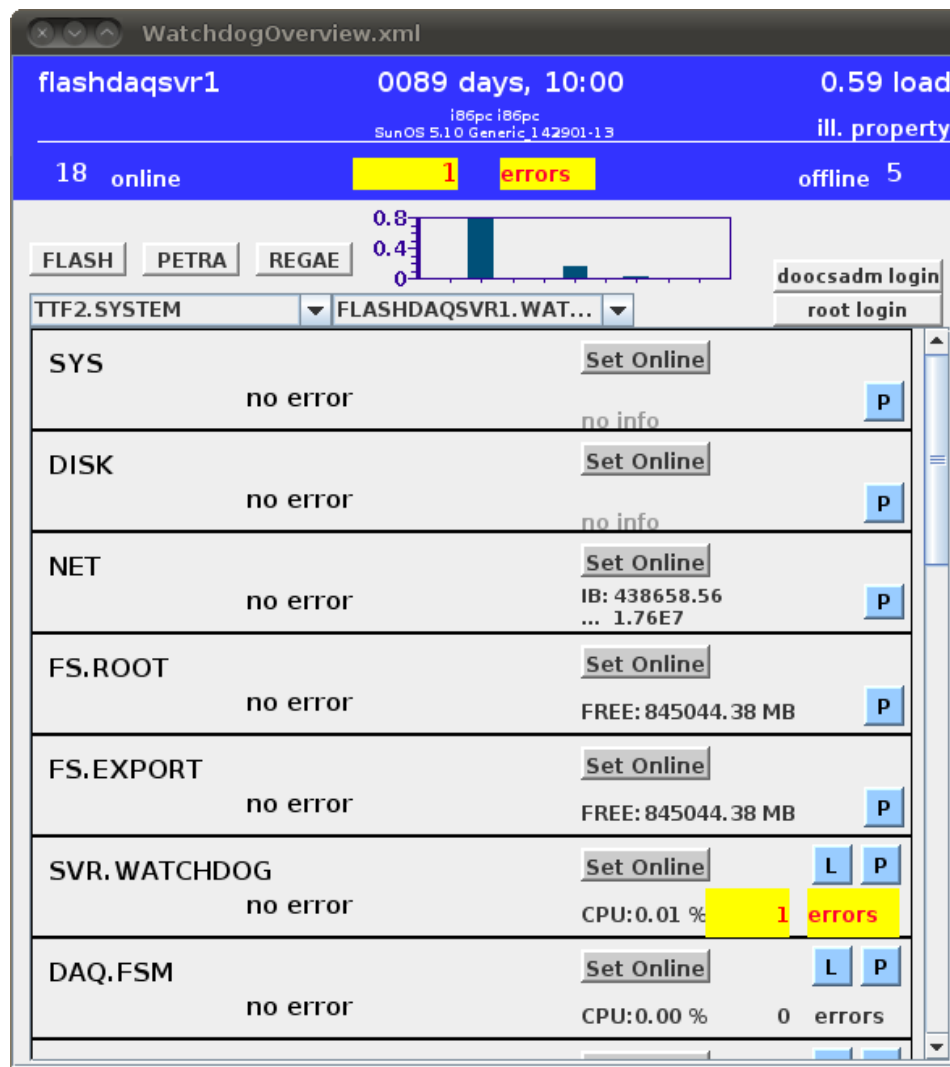 WatchdogOverview.xml
flashdaqsvr1 0089 days, 10:00 0.59 load
i86pc i86pc
SunOS 5.10 Generic_142901-13 ill. property
18 online 1 errors offline 5
0.8
0.4
0
FLASH PETRA REGAE
doocsadm login
TTF2.SYSTEM FLASHDAQSVR1.WAT... root login
SYS Set Online
no error P
no info
DISK Set Online
no error P
no info
NET Set Online
no error IB: 438658.56 P
... 1.76E7
FS.ROOT Set Online
no error FREE: 845044.38 MB P
FS.EXPORT Set Online
no error FREE: 845044.38 MB P
SVR.WATCHDOG Set Online L P
no error CPU:0.01 % 1 errors
DAQ.FSM Set Online L P
no error CPU:0.00 % 0 errors